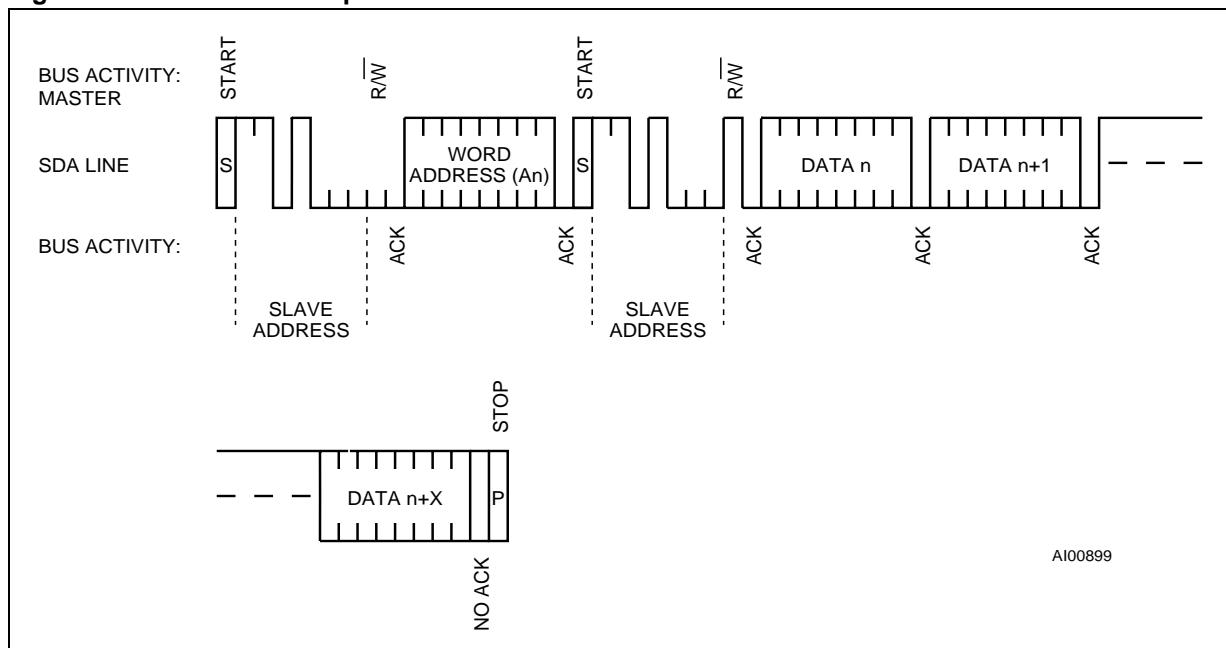 START
R/W
START
R/W
BUS ACTIVITY:
MASTER
SDA LINE
S
WORD
ADDRESS (An)
S
DATA n
DATA n+1
BUS ACTIVITY:
ACK
ACK
ACK
ACK
ACK
SLAVE
ADDRESS
SLAVE
ADDRESS
STOP
DATA n+X
P
NO ACK
AI00899